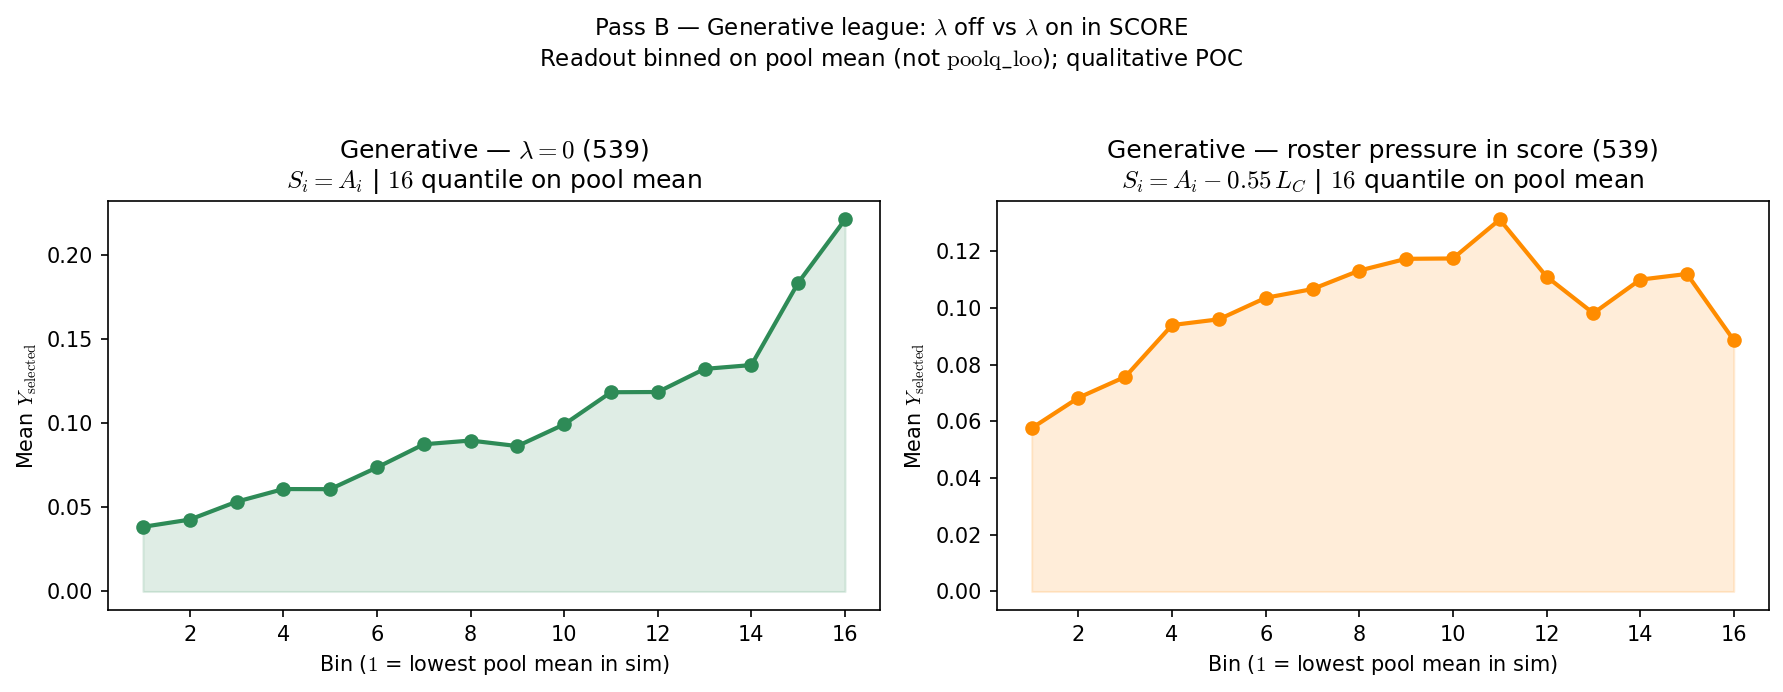 Pass B — Generative league: λ off vs λ on in SCORE
Readout binned on pool mean (not poolq_loo); qualitative POC
Generative — λ = 0 (539)
S_i = A_i | 16 quantile on pool mean
Mean Y_selected
0.20
0.15
0.10
0.05
0.00
2 4 6 8 10 12 14 16
Bin (1 = lowest pool mean in sim)
Generative — roster pressure in score (539)
S_i = A_i − 0.55 L_C | 16 quantile on pool mean
Mean Y_selected
0.12
0.10
0.08
0.06
0.04
0.02
0.00
2 4 6 8 10 12 14 16
Bin (1 = lowest pool mean in sim)